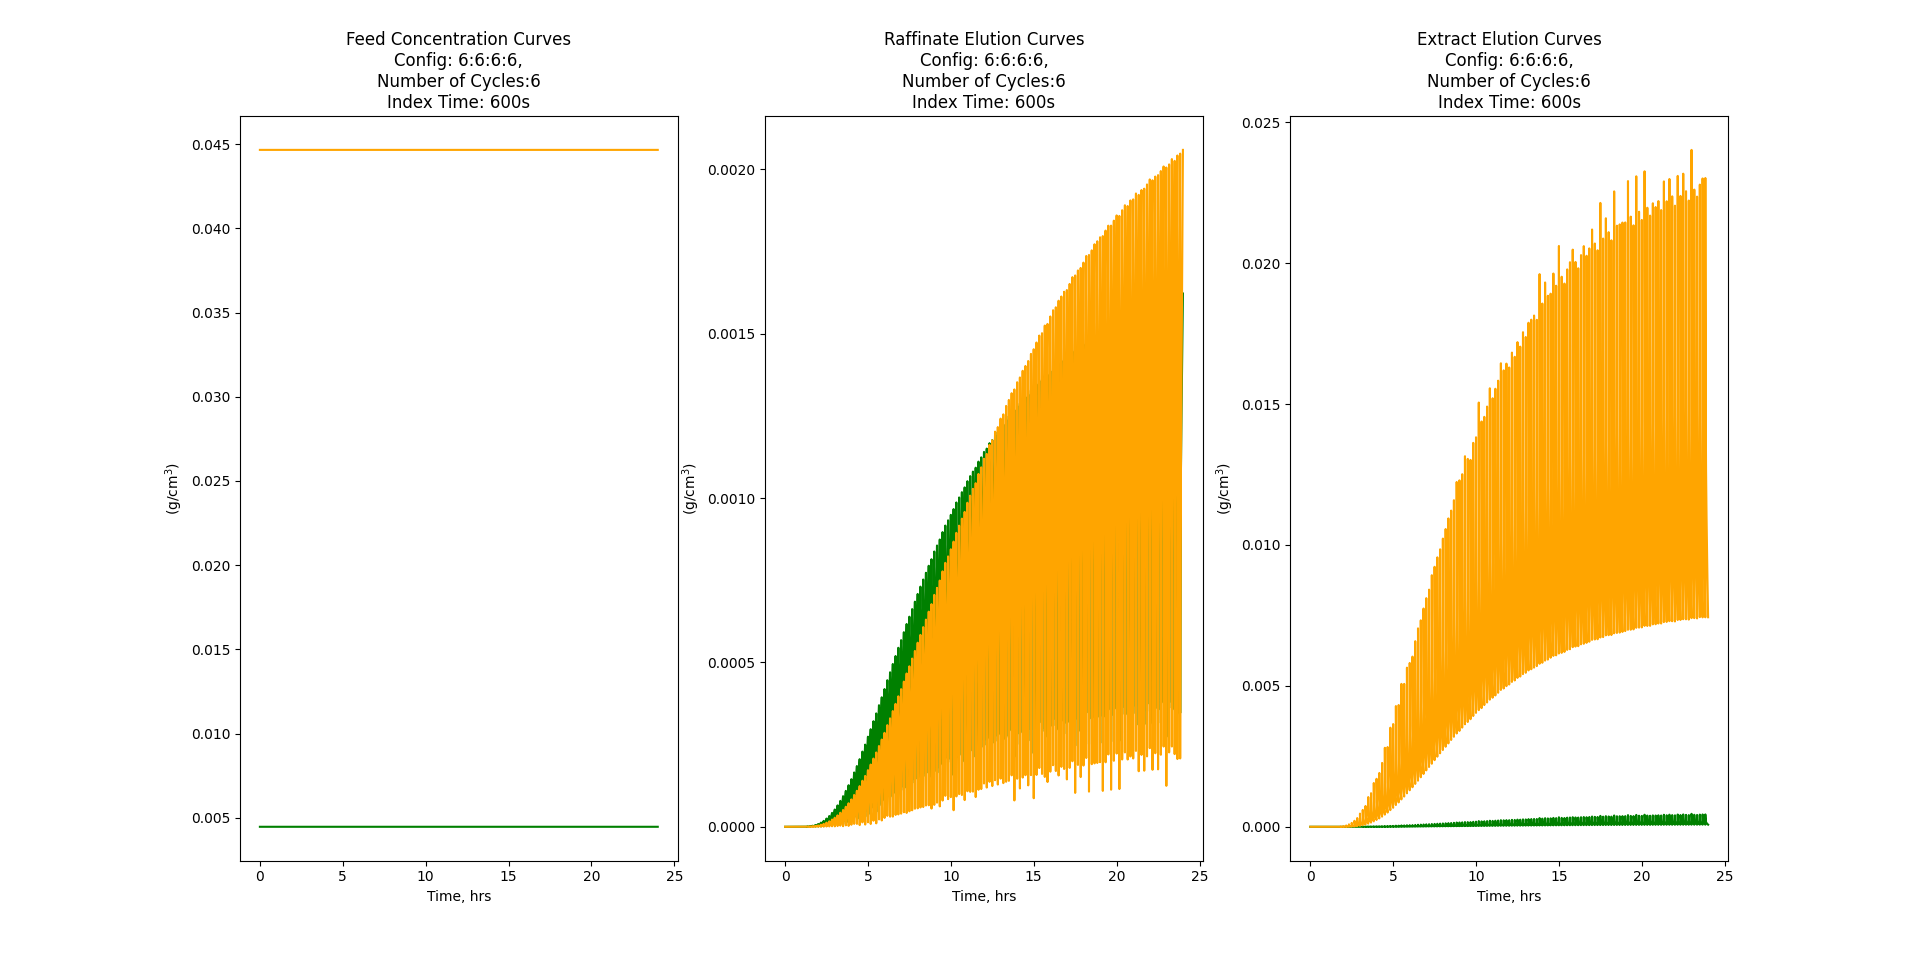 Feed Concentration Curves
Config: 6:6:6:6,
Number of Cycles:6
Index Time: 600s
0.045
0.040
0.035
0.030
0.025
0.020
0.015
0.010
0.005
(g/cm³)
0 5 10 15 20 25
Time, hrs
Raffinate Elution Curves
Config: 6:6:6:6,
Number of Cycles:6
Index Time: 600s
0.0020
0.0015
0.0010
0.0005
0.0000
(g/cm³)
0 5 10 15 20 25
Time, hrs
Extract Elution Curves
Config: 6:6:6:6,
Number of Cycles:6
Index Time: 600s
0.025
0.020
0.015
0.010
0.005
0.000
(g/cm³)
0 5 10 15 20 25
Time, hrs